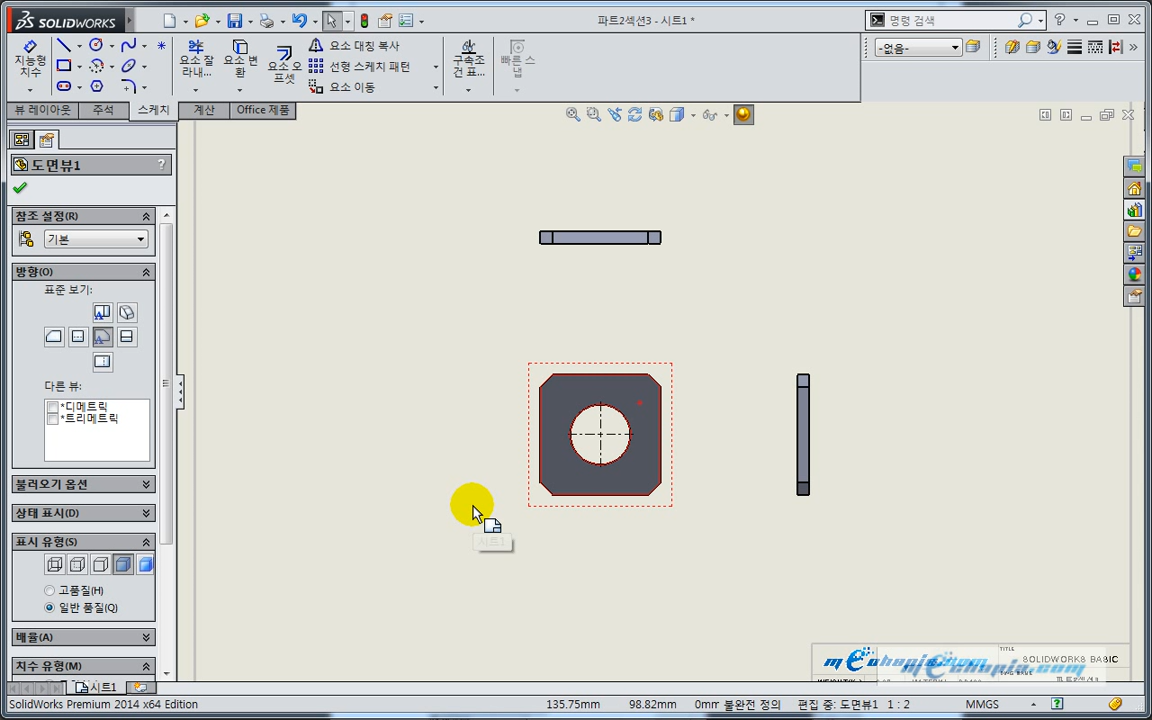 SOLIDWORKS
파트2섹션3 - 시트1 *
명령 검색
지능형 치수
요소 잘라내...
요소 변환
요소 오프셋
요소 대칭 복사
선형 스케치 패턴
요소 이동
구속조건 표...
빠른 스냅
-없음-
뷰 레이아웃
주석
스케치
계산
Office 제품
도면뷰1
?
참조 설정(R)
기본
방향(O)
표준 보기:
다른 뷰:
*디메트릭
*트리메트릭
불러오기 옵션
상태 표시(D)
표시 유형(S)
고품질(H)
일반 품질(Q)
배율(A)
치수 유형(M)
시트1
TITLE
SOLIDWORKS BASIC
SolidWorks Premium 2014 x64 Edition
135.75mm
98.82mm
0mm
불완전 정의
편집 중: 도면뷰1
1 : 2
MMGS